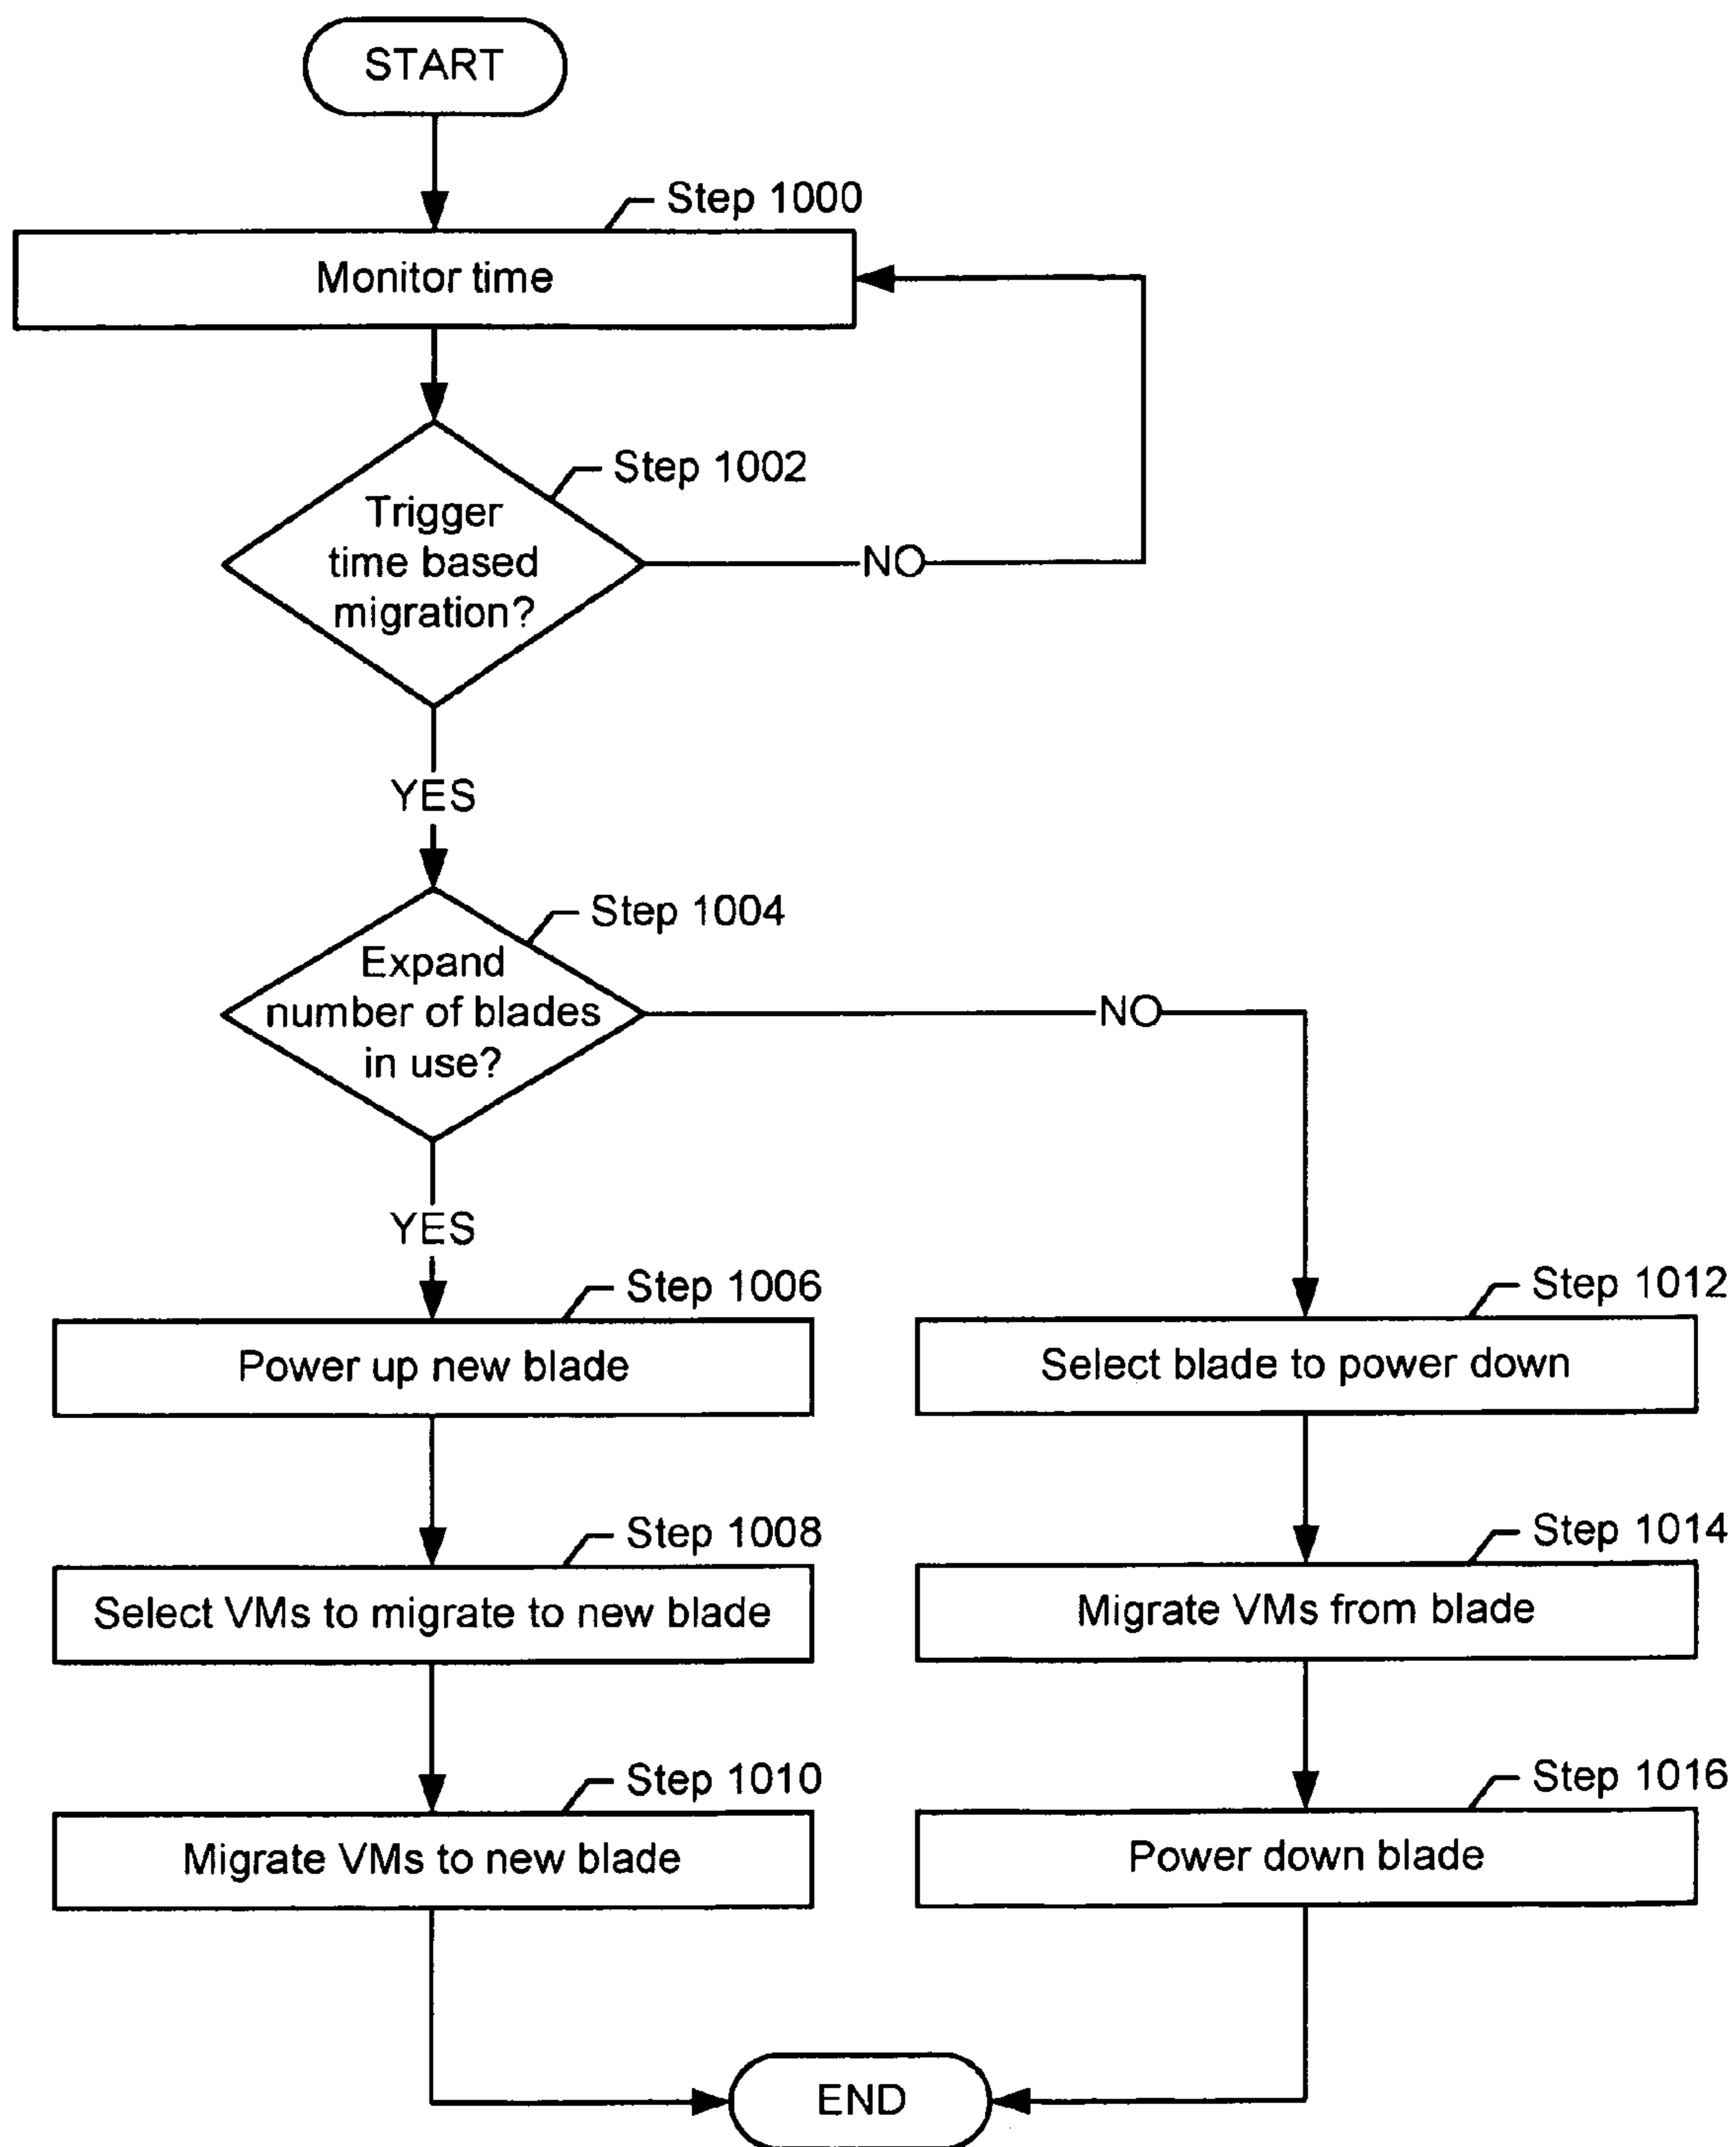 START
Step 1000
Monitor time
Step 1002
Trigger
time based
migration?
NO
YES
Step 1004
Expand
number of blades
in use?
NO
YES
Step 1006
Power up new blade
Step 1012
Select blade to power down
Step 1008
Select VMs to migrate to new blade
Step 1014
Migrate VMs from blade
Step 1010
Migrate VMs to new blade
Step 1016
Power down blade
END